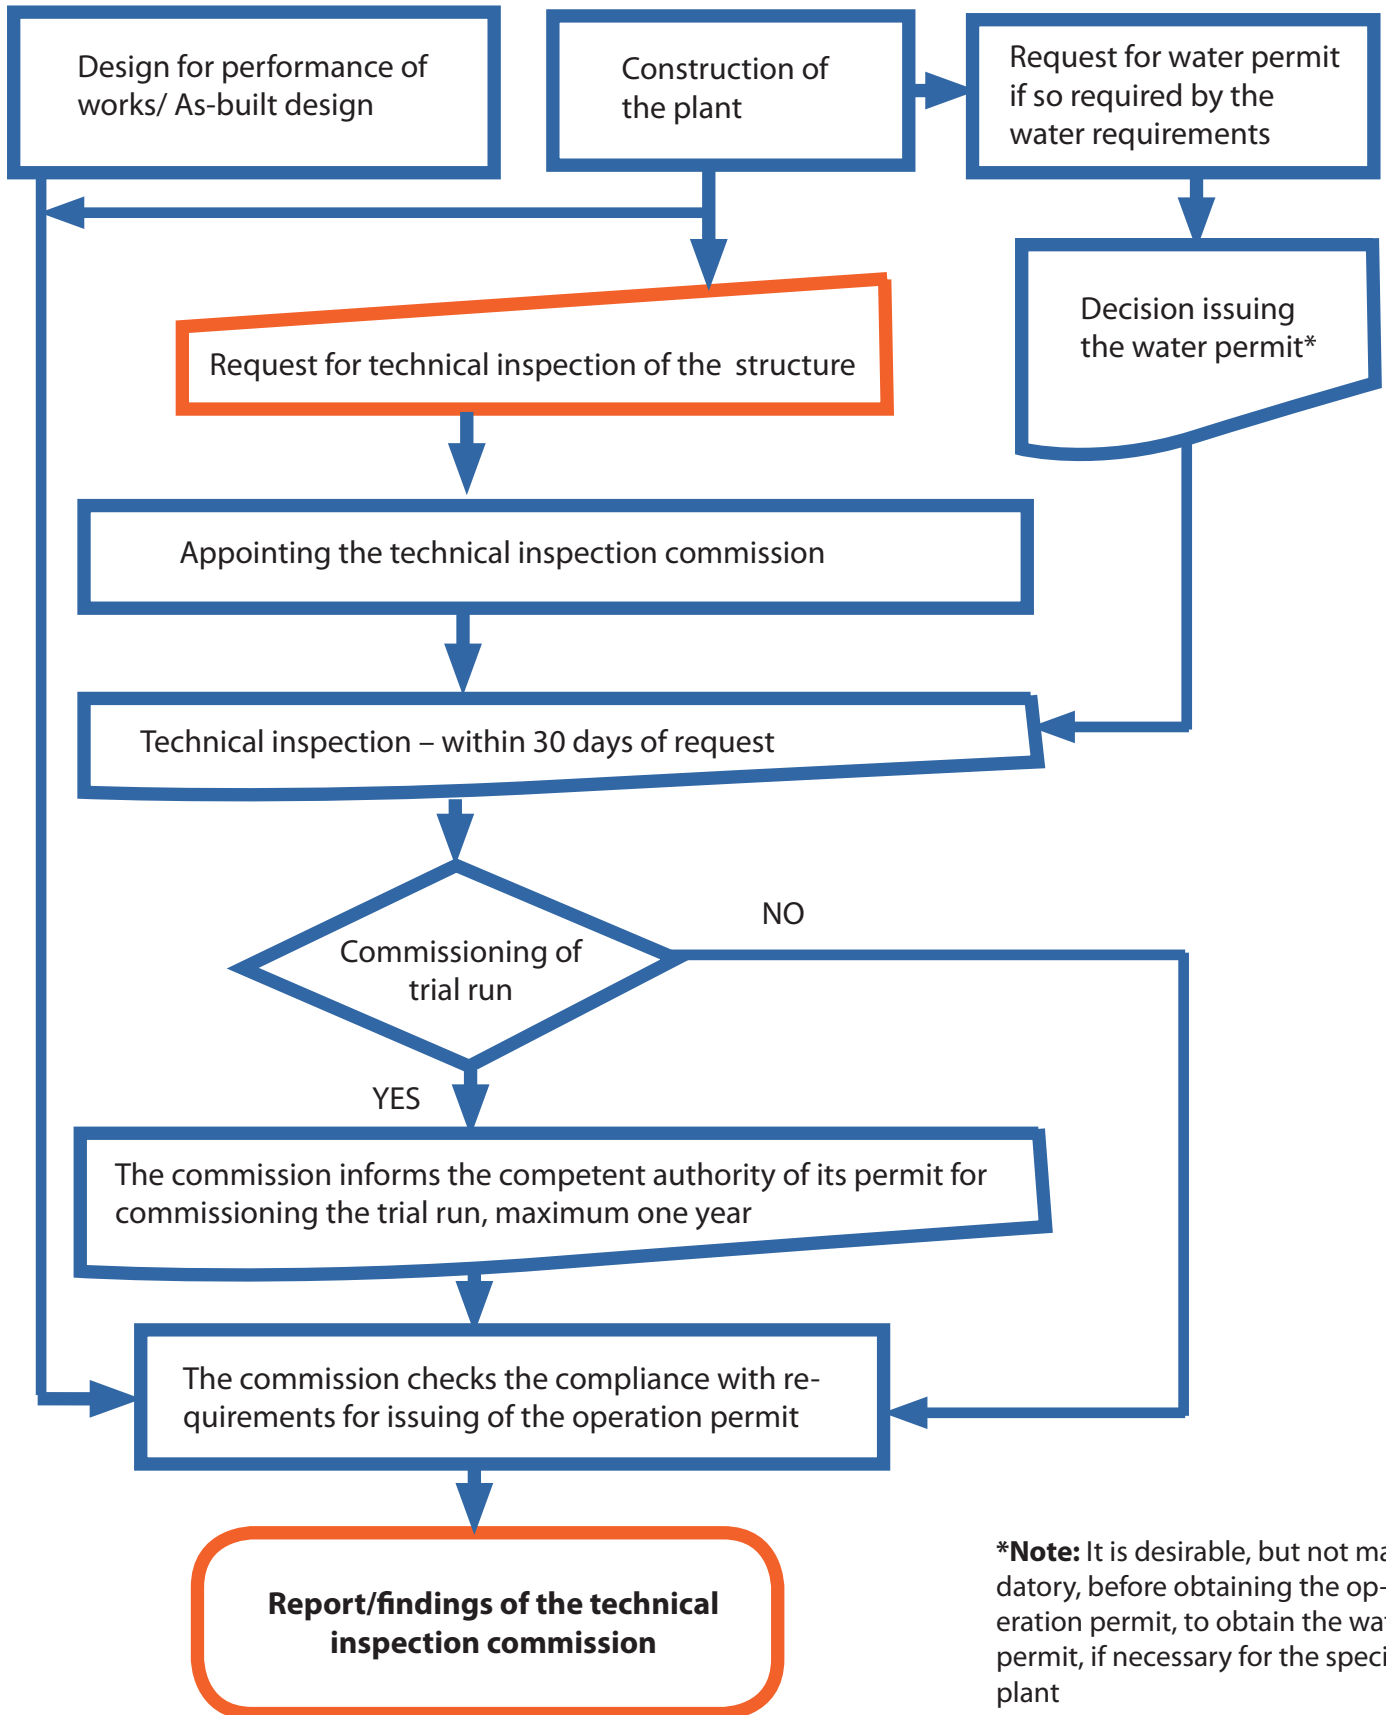 Design for performance of
works/ As-built design
Construction of
the plant
Request for water permit
if so required by the
water requirements
Decision issuing
the water permit*
Request for technical inspection of the structure
Appointing the technical inspection commission
Technical inspection – within 30 days of request
Commissioning of
trial run
NO
YES
The commission informs the competent authority of its permit for
commissioning the trial run, maximum one year
The commission checks the compliance with re-
quirements for issuing of the operation permit
Report/findings of the technical
inspection commission
*Note: It is desirable, but not
datory, before obtaining the op-
eration permit, to obtain the
permit, if necessary for the
plant